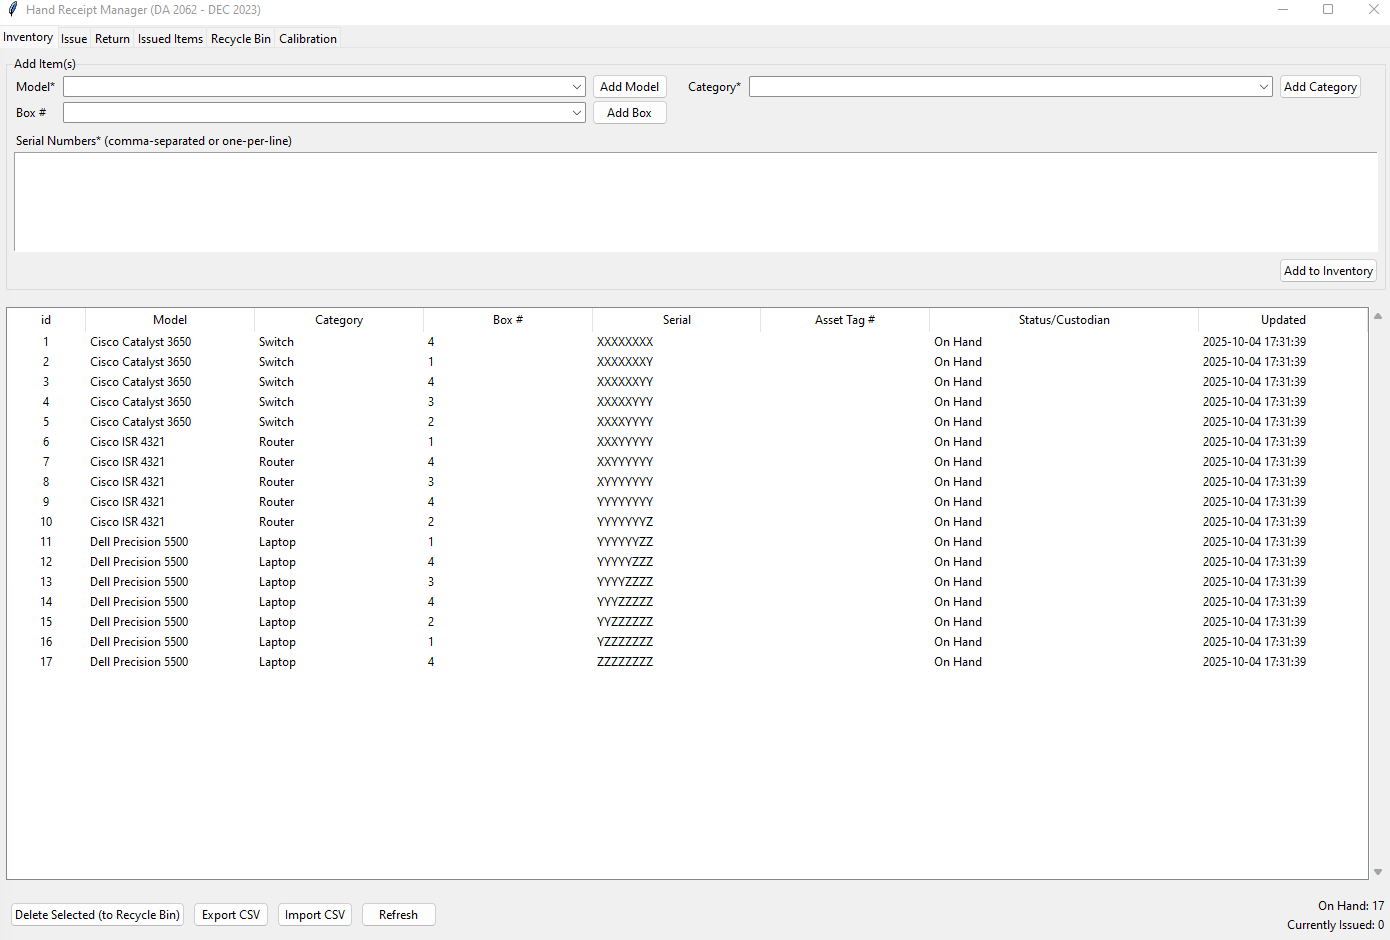 Hand Receipt Manager (DA 2062 - DEC 2023)
Inventory Issue Return Issued Items Recycle Bin Calibration
Add Item(s)
Model* Add Model Category* Add Category
Box # Add Box
Serial Numbers* (comma-separated or one-per-line)
Add to Inventory
id Model Category Box # Serial Asset Tag # Status/Custodian Updated
1 Cisco Catalyst 3650 Switch 4 XXXXXXXX On Hand 2025-10-04 17:31:39
2 Cisco Catalyst 3650 Switch 1 XXXXXXXY On Hand 2025-10-04 17:31:39
3 Cisco Catalyst 3650 Switch 4 XXXXXXYY On Hand 2025-10-04 17:31:39
4 Cisco Catalyst 3650 Switch 3 XXXXXYYY On Hand 2025-10-04 17:31:39
5 Cisco Catalyst 3650 Switch 2 XXXXYYYY On Hand 2025-10-04 17:31:39
6 Cisco ISR 4321 Router 1 XXXYYYYY On Hand 2025-10-04 17:31:39
7 Cisco ISR 4321 Router 4 XXYYYYYY On Hand 2025-10-04 17:31:39
8 Cisco ISR 4321 Router 3 XYYYYYYY On Hand 2025-10-04 17:31:39
9 Cisco ISR 4321 Router 4 YYYYYYYY On Hand 2025-10-04 17:31:39
10 Cisco ISR 4321 Router 2 YYYYYYYZ On Hand 2025-10-04 17:31:39
11 Dell Precision 5500 Laptop 1 YYYYYYZZ On Hand 2025-10-04 17:31:39
12 Dell Precision 5500 Laptop 4 YYYYYZZZ On Hand 2025-10-04 17:31:39
13 Dell Precision 5500 Laptop 3 YYYYZZZZ On Hand 2025-10-04 17:31:39
14 Dell Precision 5500 Laptop 4 YYYZZZZZ On Hand 2025-10-04 17:31:39
15 Dell Precision 5500 Laptop 2 YYZZZZZZ On Hand 2025-10-04 17:31:39
16 Dell Precision 5500 Laptop 1 YZZZZZZZ On Hand 2025-10-04 17:31:39
17 Dell Precision 5500 Laptop 4 ZZZZZZZZ On Hand 2025-10-04 17:31:39
Delete Selected (to Recycle Bin) Export CSV Import CSV Refresh
On Hand: 17
Currently Issued: 0